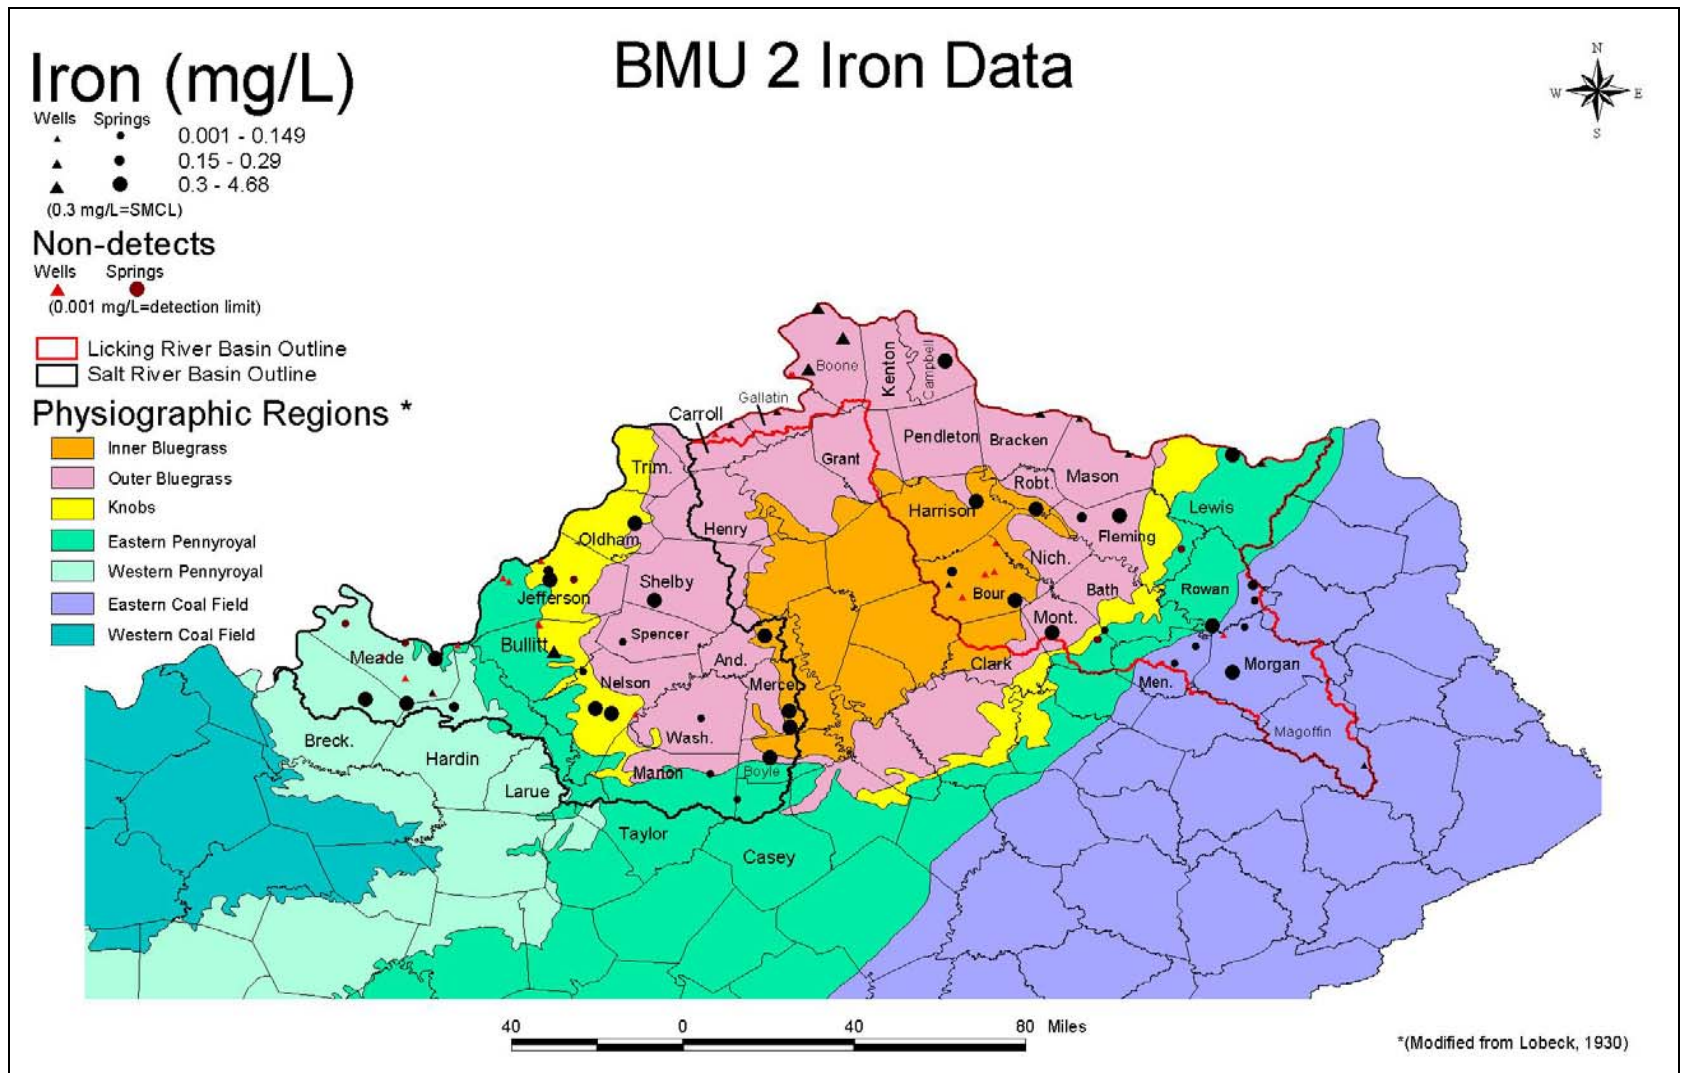 BMU 2 Iron Data
Iron (mg/L)
Wells Springs
0.001 - 0.149
0.15 - 0.29
0.3 - 4.68
(0.3 mg/L=SMCL)
Non-detects
Wells Springs
(0.001 mg/L=detection limit)
Licking River Basin Outline
Salt River Basin Outline
Physiographic Regions *
Inner Bluegrass
Outer Bluegrass
Knobs
Eastern Pennyroyal
Western Pennyroyal
Eastern Coal Field
Western Coal Field
N
W E
S
Boone
Kenton
Campbell
Gallatin
Carroll
Grant
Pendleton
Bracken
Trim.
Robt.
Mason
Harrison
Lewis
Henry
Oldham
Fleming
Nich.
Shelby
Jefferson
Bour
Bath
Rowan
Spencer
Mont.
Bullitt
Meade
And.
Clark
Morgan
Nelson
Mercer
Men.
Wash.
Magoffin
Breck.
Hardin
Marion
Boyle
Larue
Taylor
Casey
40 0 40 80 Miles
*(Modified from Lobeck, 1930)